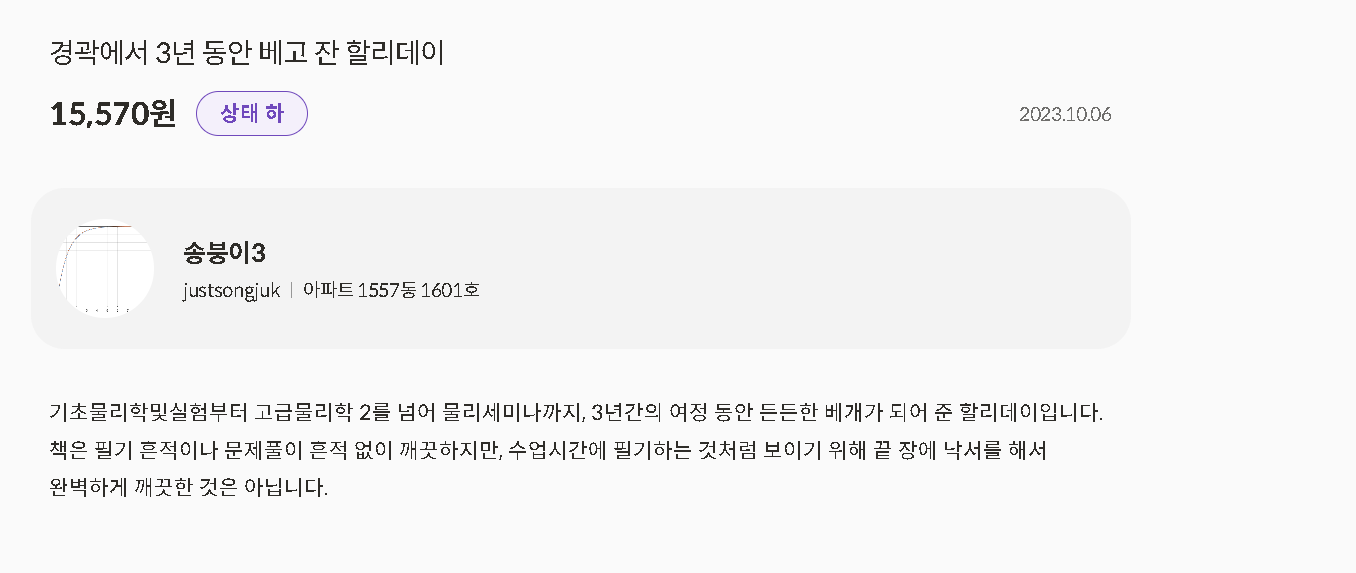 경곽에서 3년 동안 베고 잔 할리데이
15,570원 상태 하 2023.10.06
송붕이3
justsongjuk | 아파트 1557동 1601호
기초물리학및실험부터 고급물리학 2를 넘어 물리세미나까지, 3년간의 여정 동안 든든한 베개가 되어 준 할리데이입니다.
책은 필기 흔적이나 문제풀이 흔적 없이 깨끗하지만, 수업시간에 필기하는 것처럼 보이기 위해 끝 장에 낙서를 해서
완벽하게 깨끗한 것은 아닙니다.